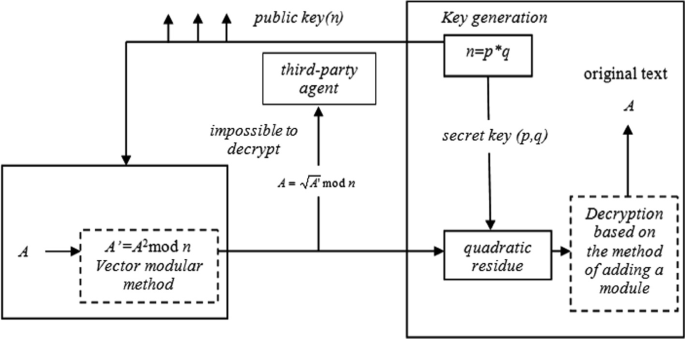 public key(n)
Key generation
n=p*q
third-party
agent
original text
A
impossible to
decrypt
secret key (p,q)
A = √A' mod n
A
A'=A²mod n
Vector modular
method
quadratic
residue
Decryption
based on
the method
of adding a
module